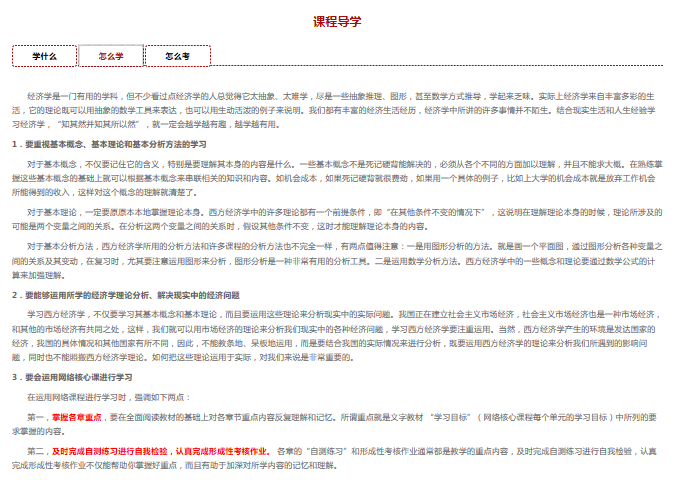 课程导学
学什么 怎么学 怎么考
经济学是一门有用的学科，但不少看过点经济学的人总觉得它太抽象、太难学，尽是一些抽象推理、图形，甚至数学方式推导，学起来乏味。实际上经济学来自丰富多彩的生
活，它的理论既可以用抽象的数学工具来表达，也可以用生动活泼的例子来说明。我们都有丰富的经济生活经历，经济学中所讲的许多事情并不陌生。结合现实生活和人生经验学
习经济学，“知其然并知其所以然”，就一定会越学越有趣，越学越有用。
1．要重视基本概念、基本理论和基本分析方法的学习
对于基本概念，不仅要记住它的含义，特别是要理解其本身的内容是什么。一些基本概念不是死记硬背能解决的，必须从各个不同的方面加以理解，并且不能求大概。在熟练掌
握这些基本概念的基础上就可以根据基本概念来串联相关的知识和内容。如机会成本，如果死记硬背就很费劲，如果用一个具体的例子，比如上大学的机会成本就是放弃工作机会
所能得到的收入，这样对这个概念的理解就清楚了。
对于基本理论，一定要原原本本地掌握理论本身。西方经济学中的许多理论都有一个前提条件，即“在其他条件不变的情况下”，这说明在理解理论本身的时候，理论所涉及的
可能是两个变量之间的关系。在分析这两个变量之间的关系时，假设其他条件不变，这时才能理解理论本身的内容。
对于基本分析方法，西方经济学所用的分析方法和许多课程的分析方法也不完全一样，有两点值得注意：一是用图形分析的方法。就是画一个平面图，通过图形分析各种变量之
间的关系及其变动，在复习时，尤其要注意运用图形来分析，图形分析是一种非常有用的分析工具。二是运用数学分析方法。西方经济学中的一些概念和理论要通过数学公式的计
算来加强理解。
2．要能够运用所学的经济学理论分析、解决现实中的经济问题
学习西方经济学，不仅要学习其基本概念和基本理论，而且要运用这些理论来分析现实中的实际问题。我国正在建立社会主义市场经济，社会主义市场经济也是一种市场经济，
和其他的市场经济有共同之处，这样，我们就可以用市场经济的理论来分析我们现实中的各种经济问题，学习西方经济学要注重运用。当然，西方经济学产生的环境是发达国家的
经济，我国的具体情况和其他国家有所不同，因此，不能教条地、呆板地运用，而是要结合我国的实际情况来进行分析，既要运用西方经济学的理论来分析我们所遇到的影响问
题，同时也不能照搬西方经济学理论。如何把这些理论运用于实际，对我们来说是非常重要的。
3．要会运用网络核心课进行学习
在运用网络课程进行学习时，强调如下两点：
第一，掌握各章重点，要在全面阅读教材的基础上对各章节重点内容反复理解和记忆。所谓重点就是文字教材 “学习目标”（ 网络核心课程每个单元的学习目标）中所列的要
求掌握的内容。
第二，及时完成自测练习进行自我检验，认真完成形成性考核作业。 各章的“自测练习”和形成性考核作业通常都是教学的重点内容，及时完成自测练习进行自我检验，认真
完成形成性考核作业不仅能帮助你掌握好重点，而且有助于加深对所学内容的记忆和理解。